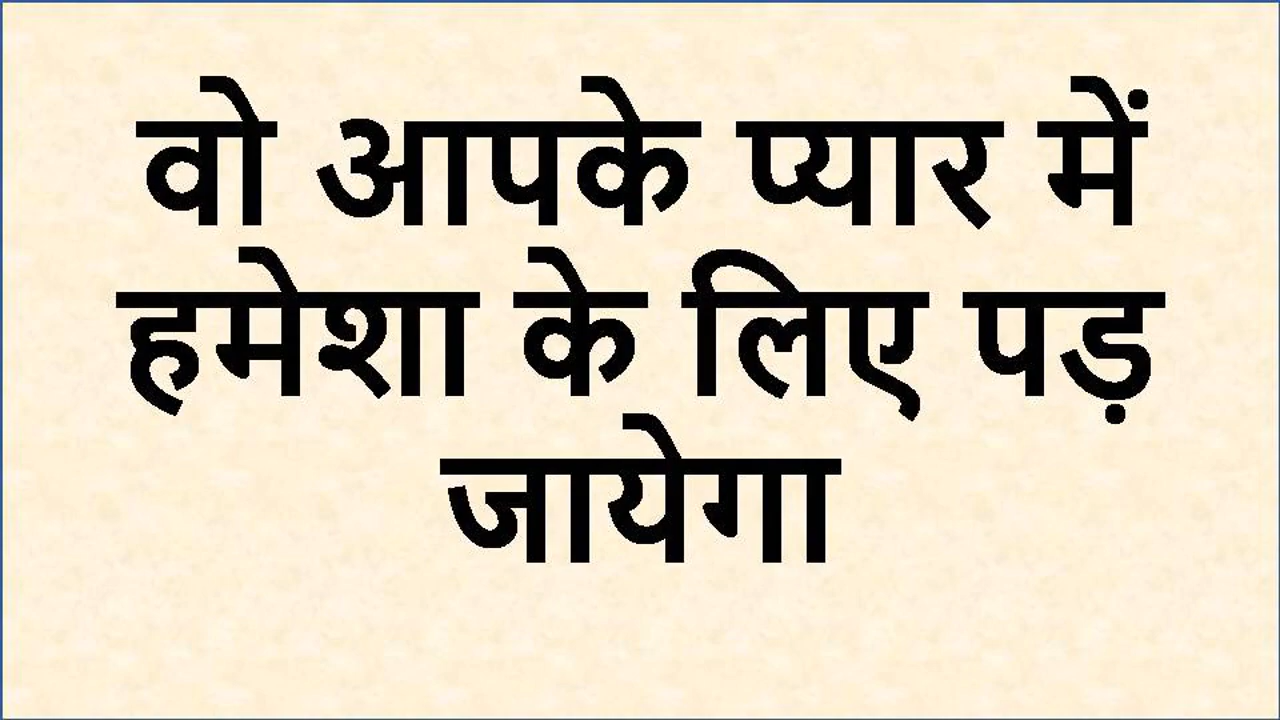 वो आपके प्यार में
हमेशा के लिए पड़
जायेगा